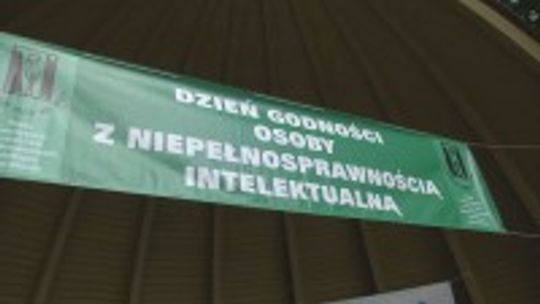 DZIEŃ GODNOŚCI
OSOBY
Z NIEPEŁNOSPRAWNOŚCIĄ
INTELEKTUALNĄ